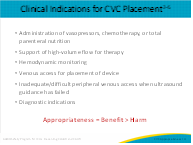 Clinical Indications for CVC Placement
• Administration of vasopressors, chemotherapy, or total
parenteral nutrition
• Support of high-volume flow for therapy
• Hemodynamic monitoring
• Venous access for placement of device
• Inadequate/difficult peripheral venous access when ultrasound
guidance has failed
• Diagnostic indications
Appropriateness = Benefit > Harm